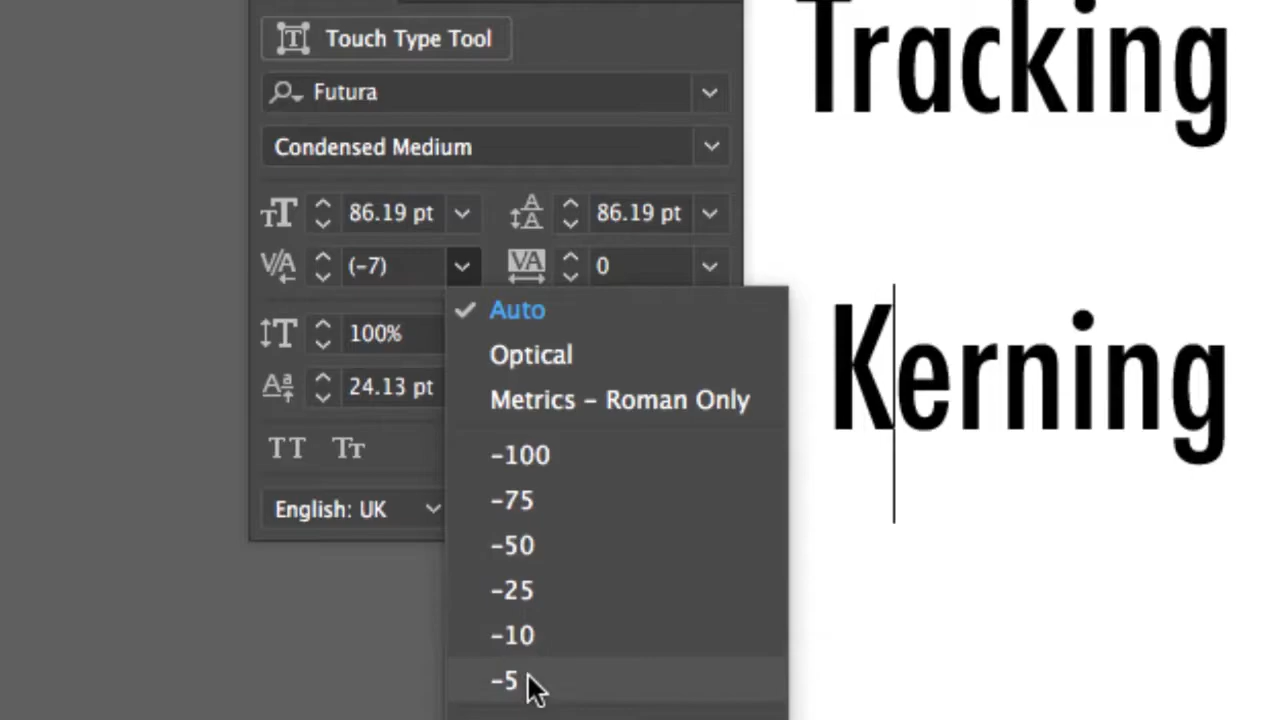 Touch Type Tool
Futura
Condensed Medium
86.19 pt
86.19 pt
(-7)
0
100%
24.13 pt
TT Tr
English: UK
Auto
Optical
Metrics – Roman Only
-100
-75
-50
-25
-10
-5
Tracking
Kerning